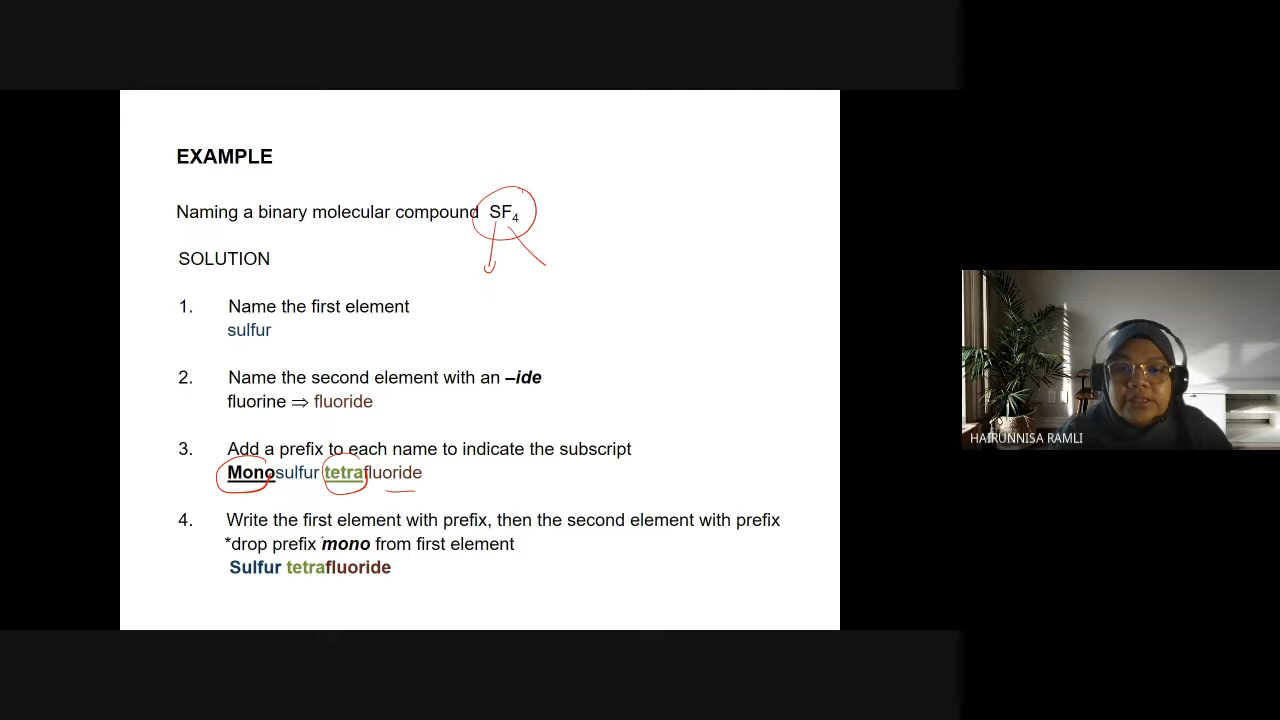 EXAMPLE
Naming a binary molecular compound SF₄
SOLUTION
1. Name the first element
sulfur
2. Name the second element with an –ide
fluorine ⇒ fluoride
3. Add a prefix to each name to indicate the subscript
Monosulfur tetrafluoride
4. Write the first element with prefix, then the second element with prefix
*drop prefix mono from first element
Sulfur tetrafluoride
HAIRUNNISA RAMLI